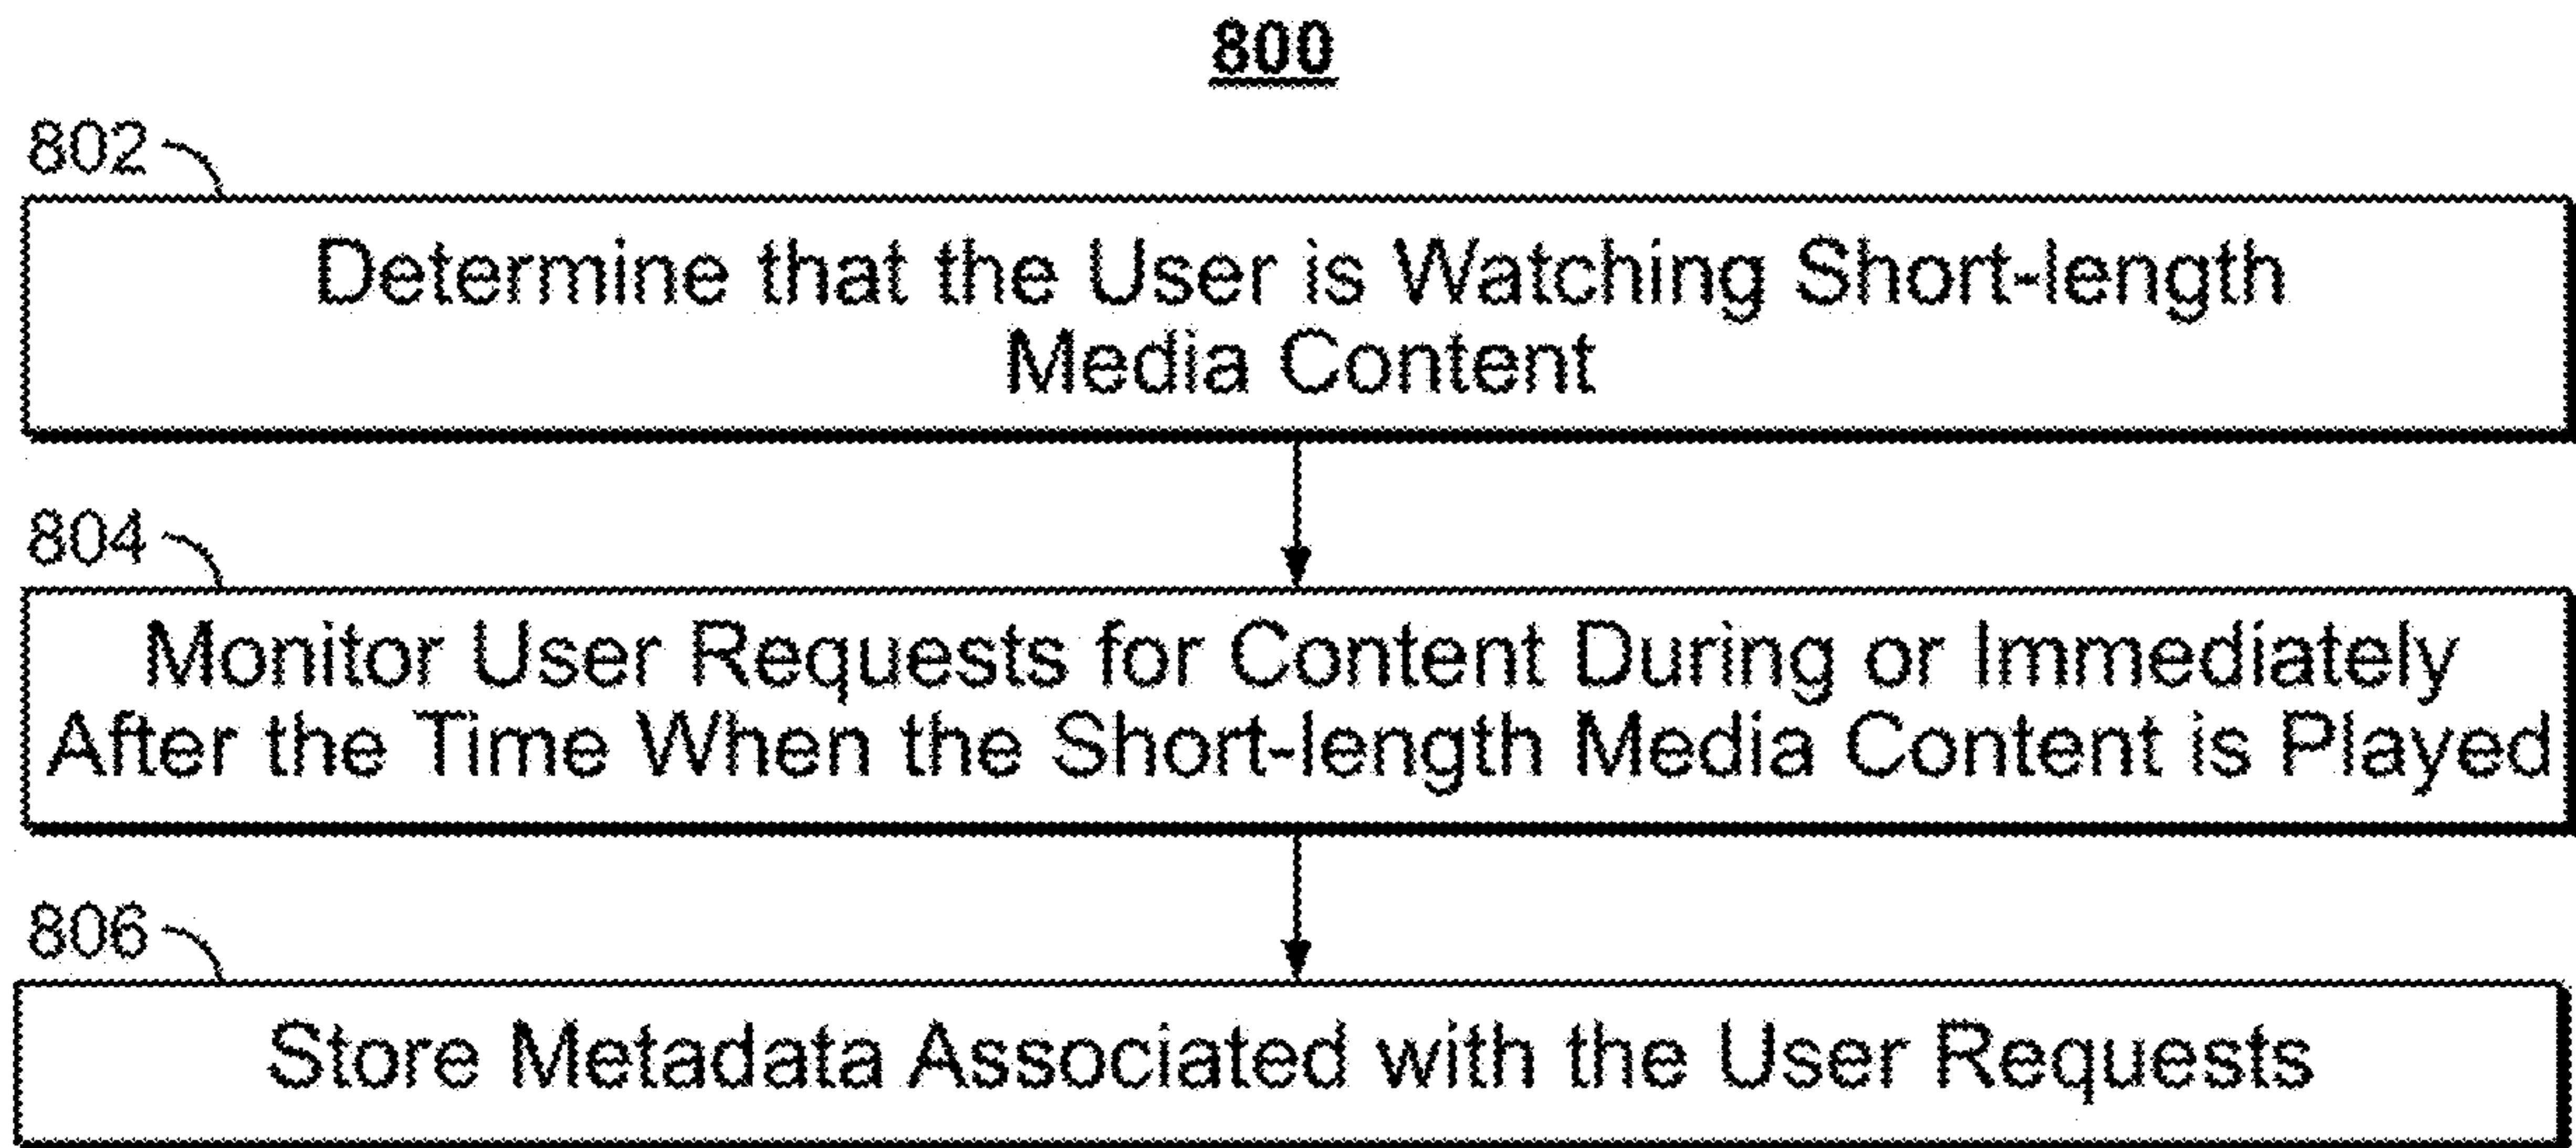 800
802
Determine that the User is Watching Short-length
Media Content
804
Monitor User Requests for Content During or Immediately
After the Time When the Short-length Media Content is Played
806
Store Metadata Associated with the User Requests